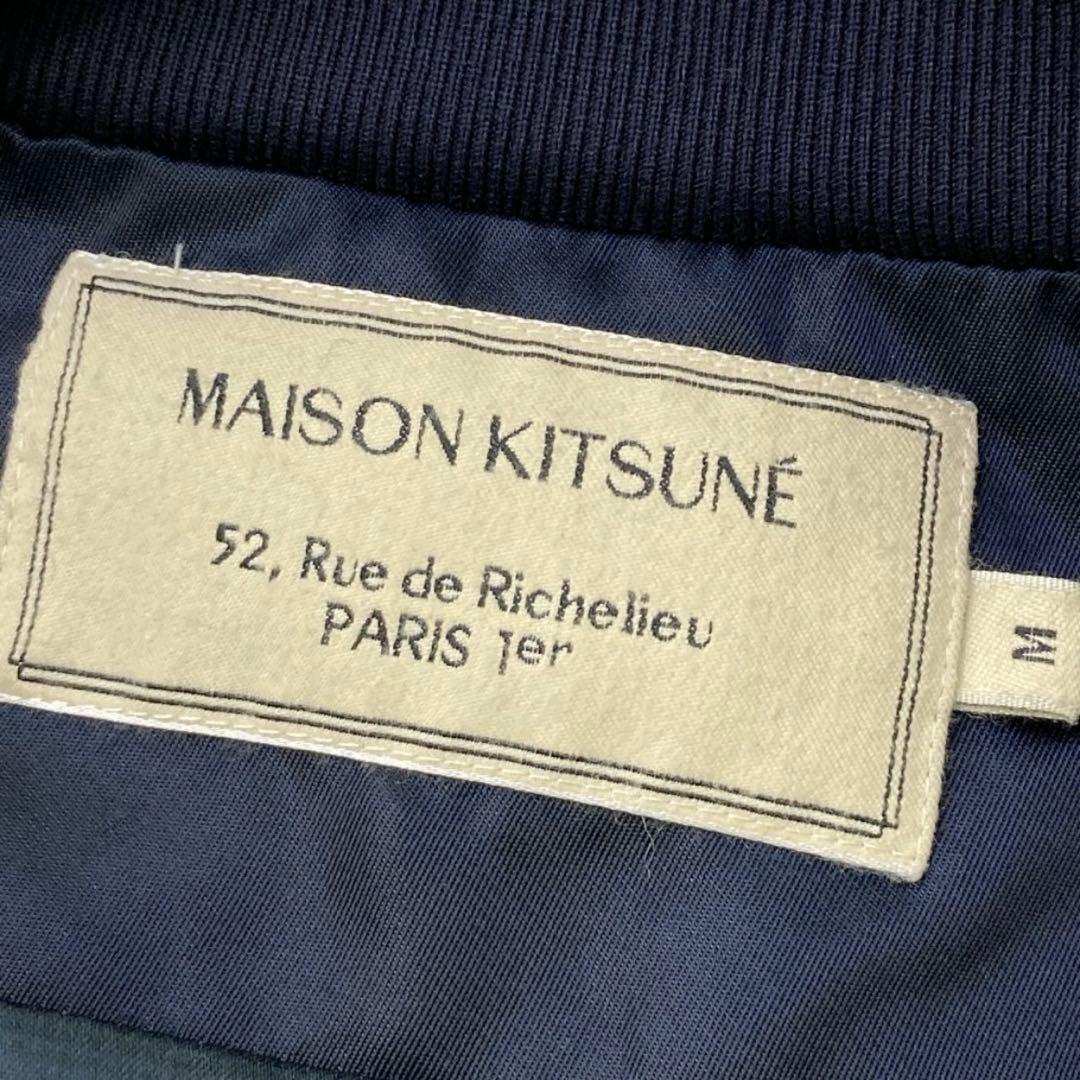 MAISON KITSUNÉ
52, Rue de Richelieu
PARIS 1er
M